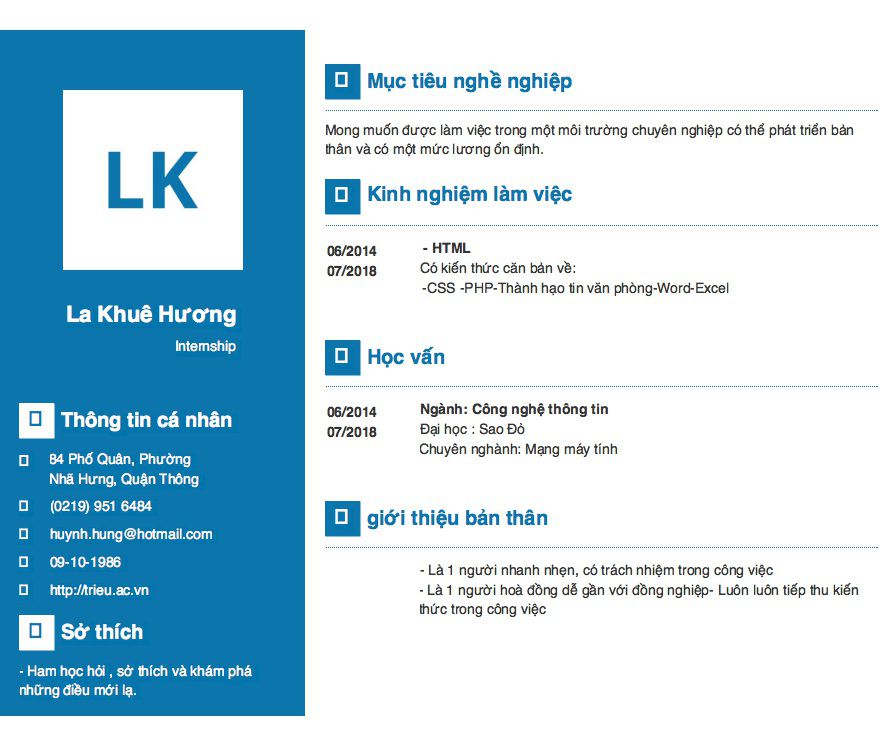 LK
La Khuê Hương
Internship
Thông tin cá nhân
84 Phố Quân, Phường
Nhã Hưng, Quận Thông
(0219) 951 6484
huynh.hung@hotmail.com
09-10-1986
http://trieu.ac.vn
Sở thích
- Ham học hỏi , sở thích và khám phá
những điều mới lạ.
Mục tiêu nghề nghiệp
Mong muốn được làm việc trong một môi trường chuyên nghiệp có thể phát triển bản
thân và có một mức lương ổn định.
Kinh nghiệm làm việc
06/2014
07/2018
- HTML
Có kiến thức căn bản về:
-CSS -PHP-Thành hạo tin văn phòng-Word-Excel
Học vấn
06/2014
07/2018
Ngành: Công nghệ thông tin
Đại học : Sao Đỏ
Chuyên nghành: Mạng máy tính
giới thiệu bản thân
- Là 1 người nhanh nhẹn, có trách nhiệm trong công việc
- Là 1 người hoà đồng dễ gần với đồng nghiệp- Luôn luôn tiếp thu kiến
thức trong công việc